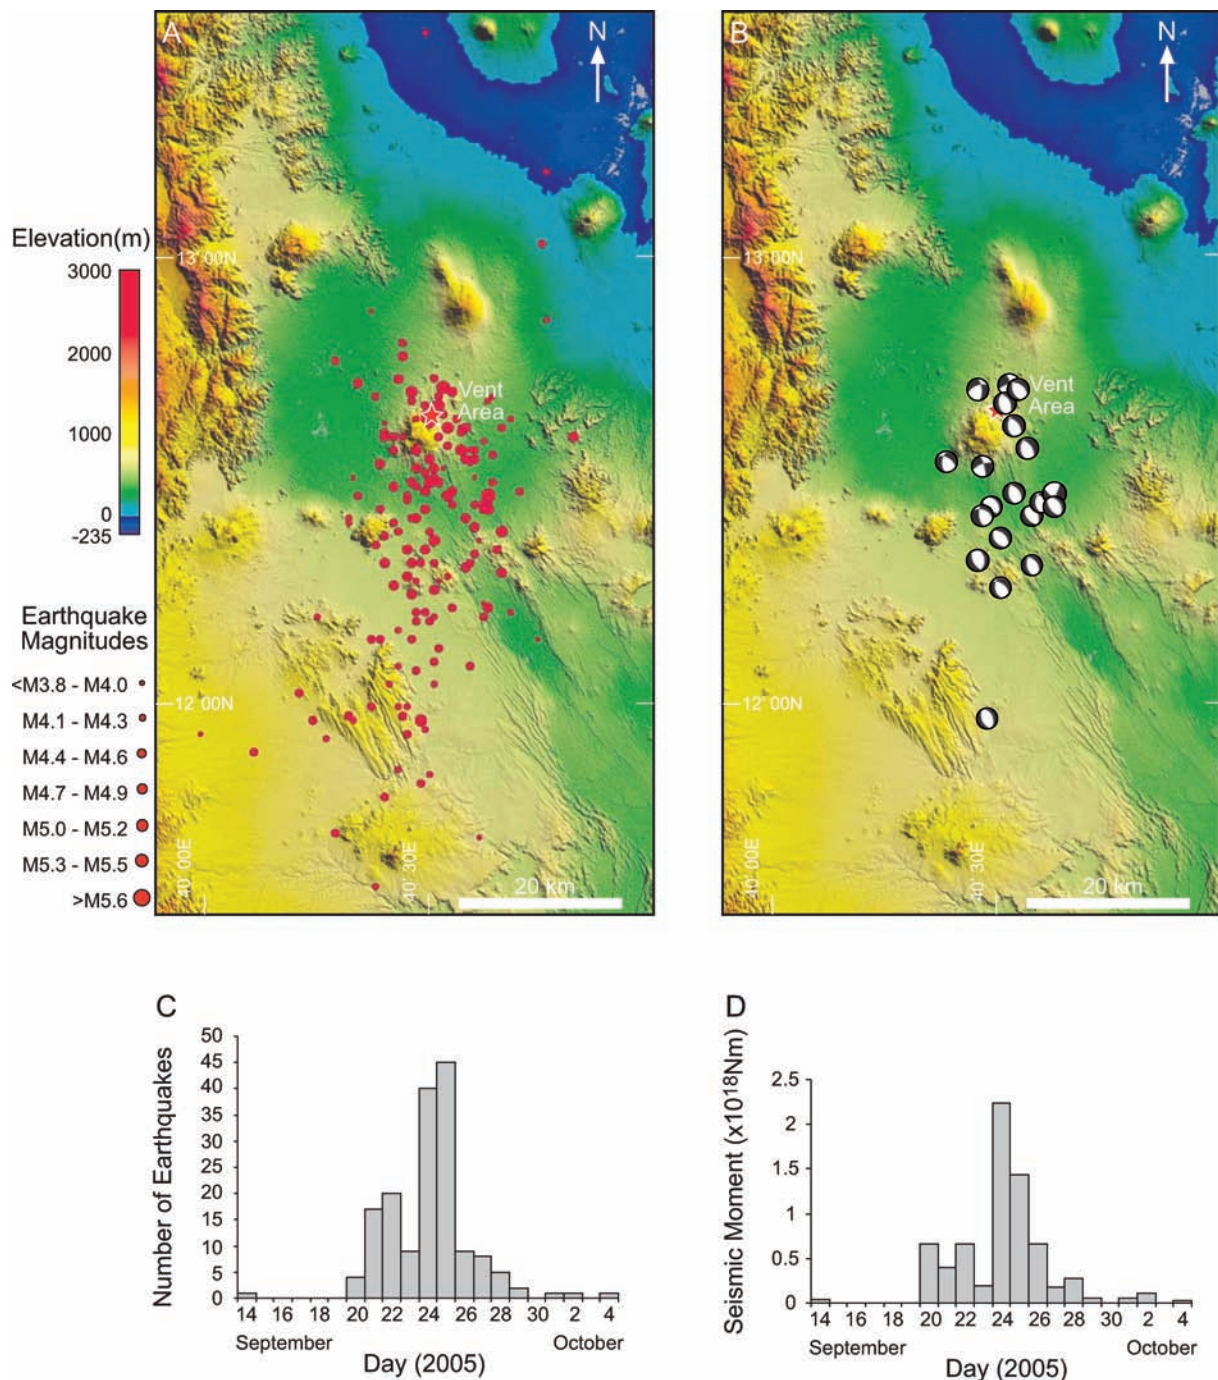 A
N
Elevation(m)
3000
2000
1000
0
-235
13°00N
Vent
Area
Earthquake
Magnitudes
<M3.8 - M4.0
M4.1 - M4.3
M4.4 - M4.6
M4.7 - M4.9
M5.0 - M5.2
M5.3 - M5.5
>M5.6
12°00N
40°00E
40°30E
20 km
B
N
13°00N
Vent
Area
12°00N
40°00E
40°30E
20 km
C
Number of Earthquakes
50
45
40
35
30
25
20
15
10
5
0
14 16 18 20 22 24 26 28 30 2 4
September October
Day (2005)
D
Seismic Moment (x10¹⁸Nm)
2.5
2
1.5
1
0.5
0
14 16 18 20 22 24 26 28 30 2 4
September October
Day (2005)